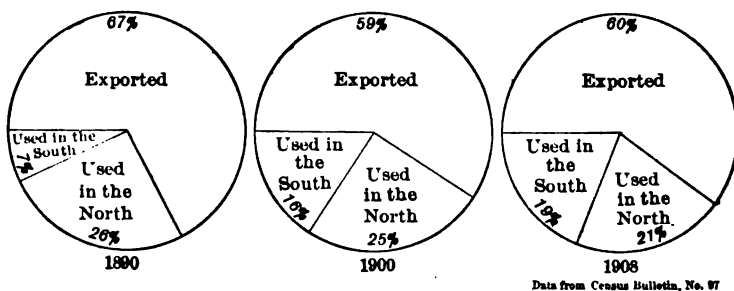 67%
Exported
Used in the
South
7%
Used
in the
North
26%
1890
59%
Exported
Used in
the
South
16%
Used
in the
North
25%
1900
60%
Exported
Used in
the
South
19%
Used
in the
North
21%
1908
Data from Census Bulletin, No. 97